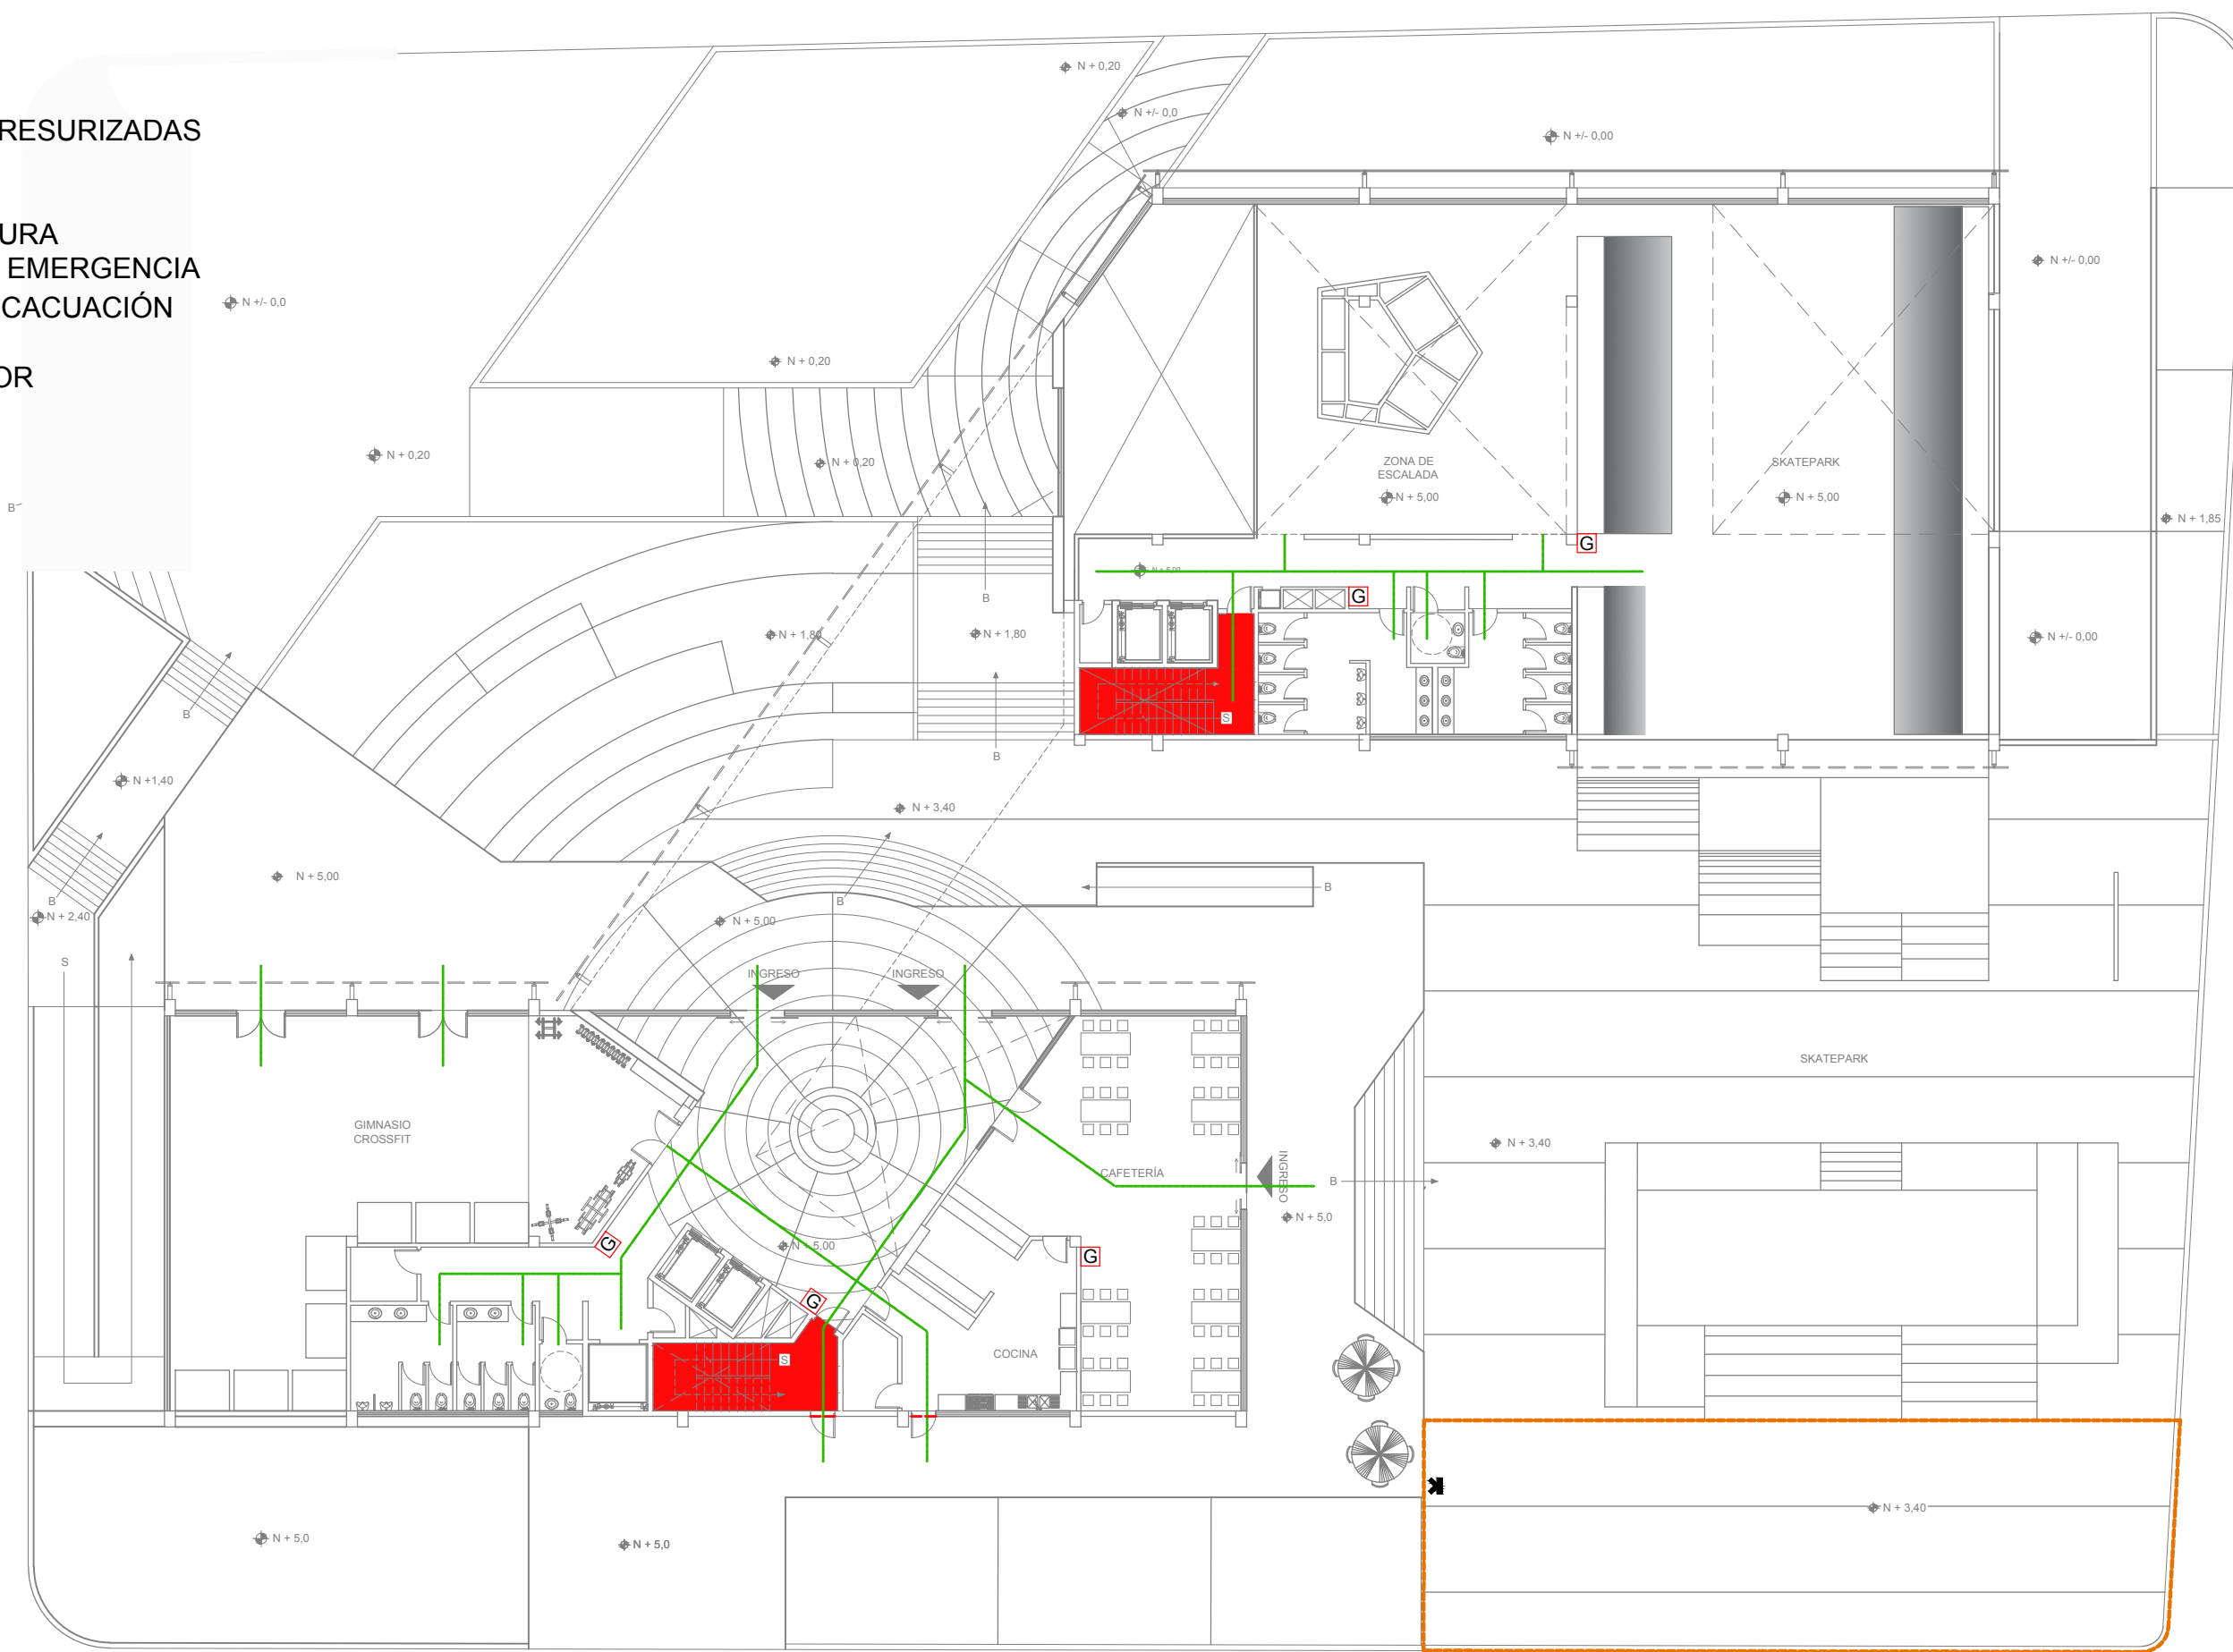 RESURIZADAS
URA
EMERGENCIA
CACUACIÓN
OR
N + 0,20
N +/- 0,0
N +/- 0,00
N +/- 0,0
N +/- 0,00
N + 0,20
N + 0,20
N + 0,20
ZONA DE
ESCALADA
N + 5,00
SKATEPARK
N + 5,00
B
N + 1,85
G
N + 5,00
B
G
N + 1,80
N + 1,80
N +/- 0,00
B
S
B
N +1,40
N + 3,40
N + 5,00
B
B
B
N + 2,40
N + 5,00
S
INGRESO
INGRESO
SKATEPARK
GIMNASIO
CROSSFIT
N + 3,40
CAFETERÍA
INGRESO
B
N + 5,0
G
N + 5,00
G
G
COCINA
S
N + 3,40
N + 5,0
N + 5,0